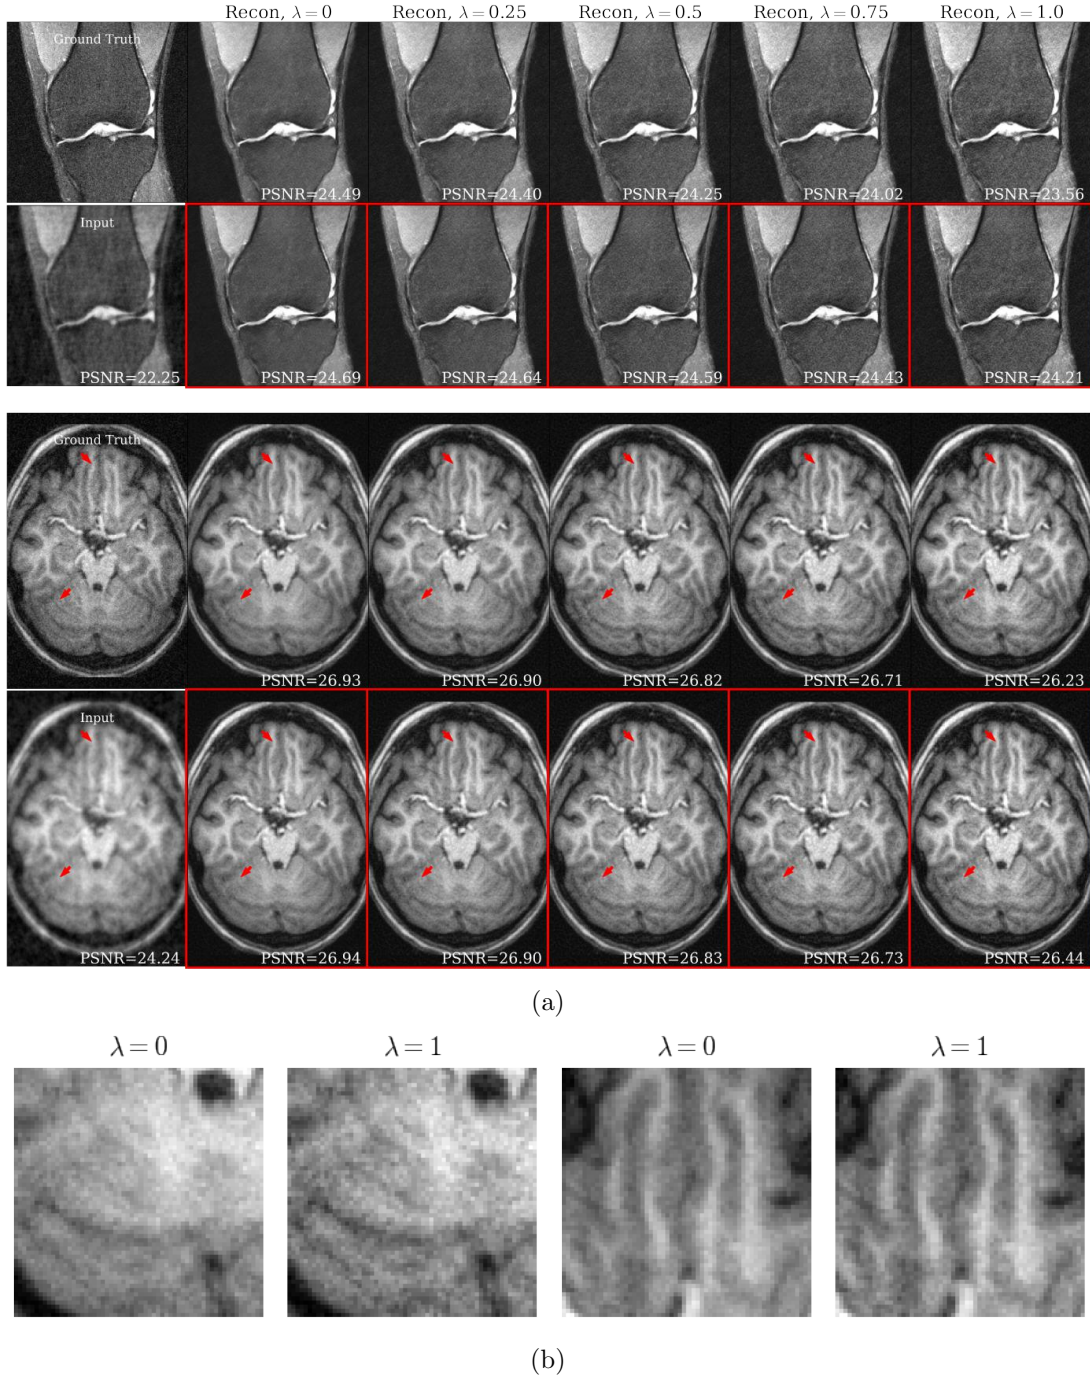 Recon, λ = 0 Recon, λ = 0.25 Recon, λ = 0.5 Recon, λ = 0.75 Recon, λ = 1.0
Ground Truth
PSNR=24.49 PSNR=24.40 PSNR=24.25 PSNR=24.02 PSNR=23.56
Input
PSNR=22.25 PSNR=24.69 PSNR=24.64 PSNR=24.59 PSNR=24.43 PSNR=24.21
Ground Truth
PSNR=26.93 PSNR=26.90 PSNR=26.82 PSNR=26.71 PSNR=26.23
Input
PSNR=24.24 PSNR=26.94 PSNR=26.90 PSNR=26.83 PSNR=26.73 PSNR=26.44
(a)
λ = 0 λ = 1 λ = 0 λ = 1
(b)